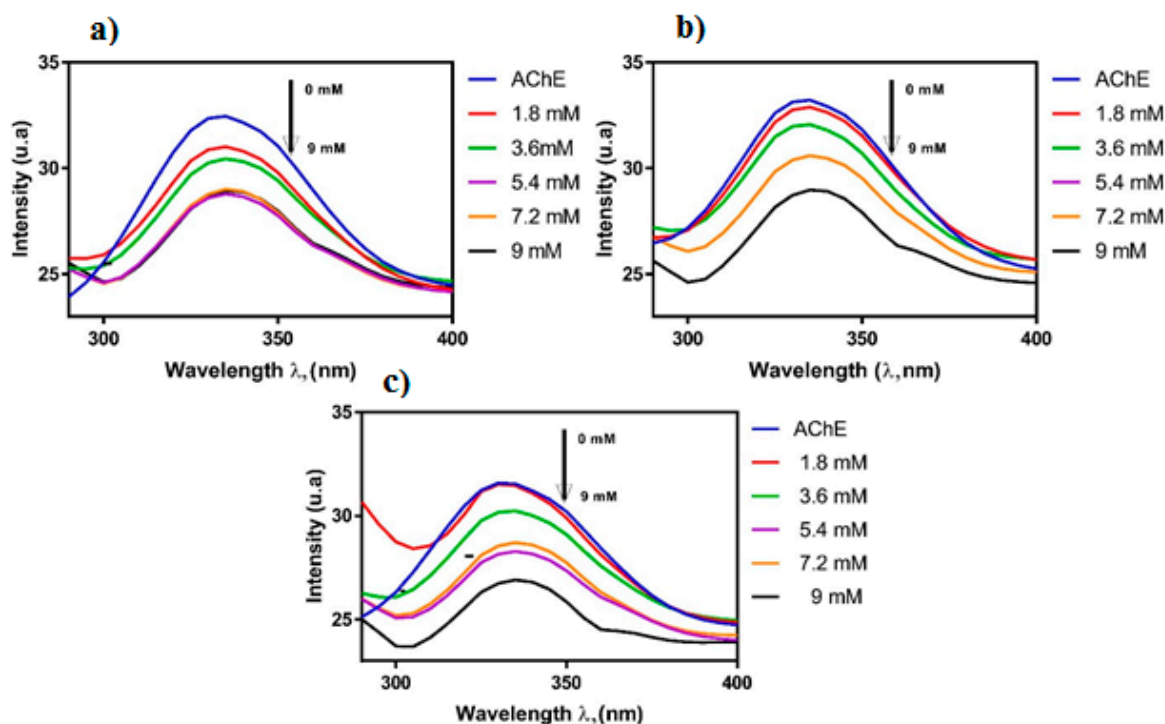 a)
35
30
25
300
350
400
Intensity (u.a)
Wavelength λ, (nm)
0 mM
9 mM
AChE
1.8 mM
3.6mM
5.4 mM
7.2 mM
9 mM
b)
35
30
25
300
350
400
Intensity (u.a)
Wavelength (λ, nm)
0 mM
9 mM
AChE
1.8 mM
3.6 mM
5.4 mM
7.2 mM
9 mM
c)
35
30
25
300
350
400
Intensity (u.a)
Wavelength λ, (nm)
0 mM
9 mM
AChE
1.8 mM
3.6 mM
5.4 mM
7.2 mM
9 mM